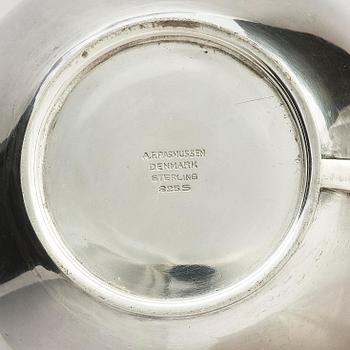 A.F.RASMUSSEN
DENMARK
STERLING
925S